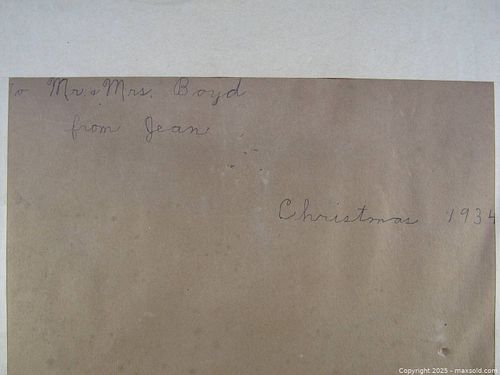 o Mr. & Mrs. Boyd
from Jean
Christmas 1934
Copyright 2025 - maxsold.com